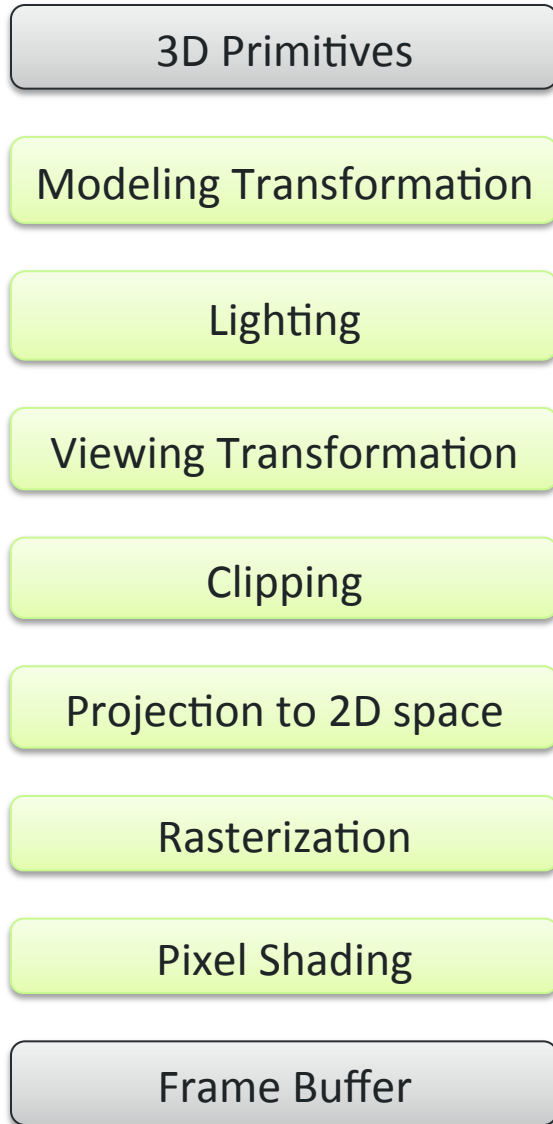 3D Primitives
Modeling Transformation
Lighting
Viewing Transformation
Clipping
Projection to 2D space
Rasterization
Pixel Shading
Frame Buffer